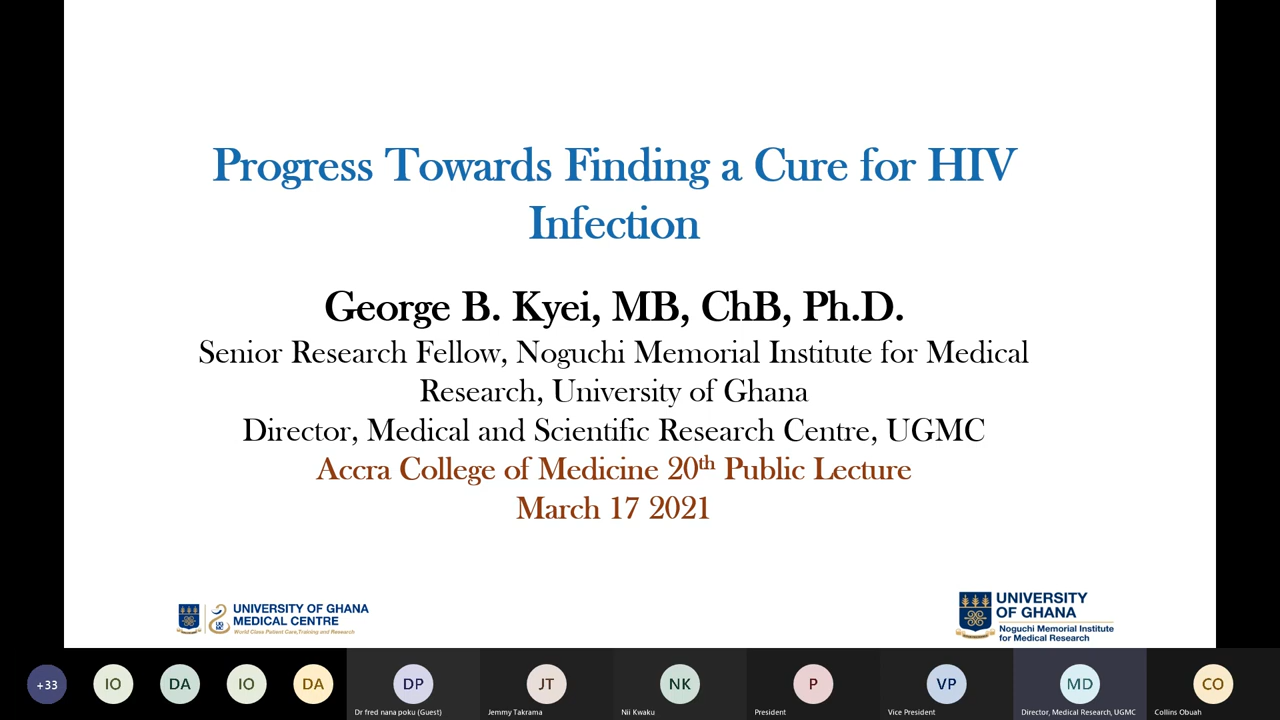 Progress Towards Finding a Cure for HIV
Infection
George B. Kyei, MB, ChB, Ph.D.
Senior Research Fellow, Noguchi Memorial Institute for Medical
Research, University of Ghana
Director, Medical and Scientific Research Centre, UGMC
Accra College of Medicine 20th Public Lecture
March 17 2021
UNIVERSITY OF GHANA
MEDICAL CENTRE
World Class Patient Care,Training and Research
UNIVERSITY
OF GHANA
Noguchi Memorial Institute
for Medical Research
+33
IO
DA
IO
DA
DP
JT
NK
P
VP
MD
CO
Dr fred nana poku (Guest)
Jemmy Takrama
Nii Kwaku
President
Vice President
Director, Medical Research, UGMC
Collins Obuah